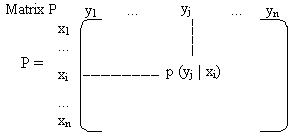 Matrix P y₁ ... yⱼ ... yₙ
x₁
...
P = xᵢ p (yⱼ | xᵢ)
...
xₙ